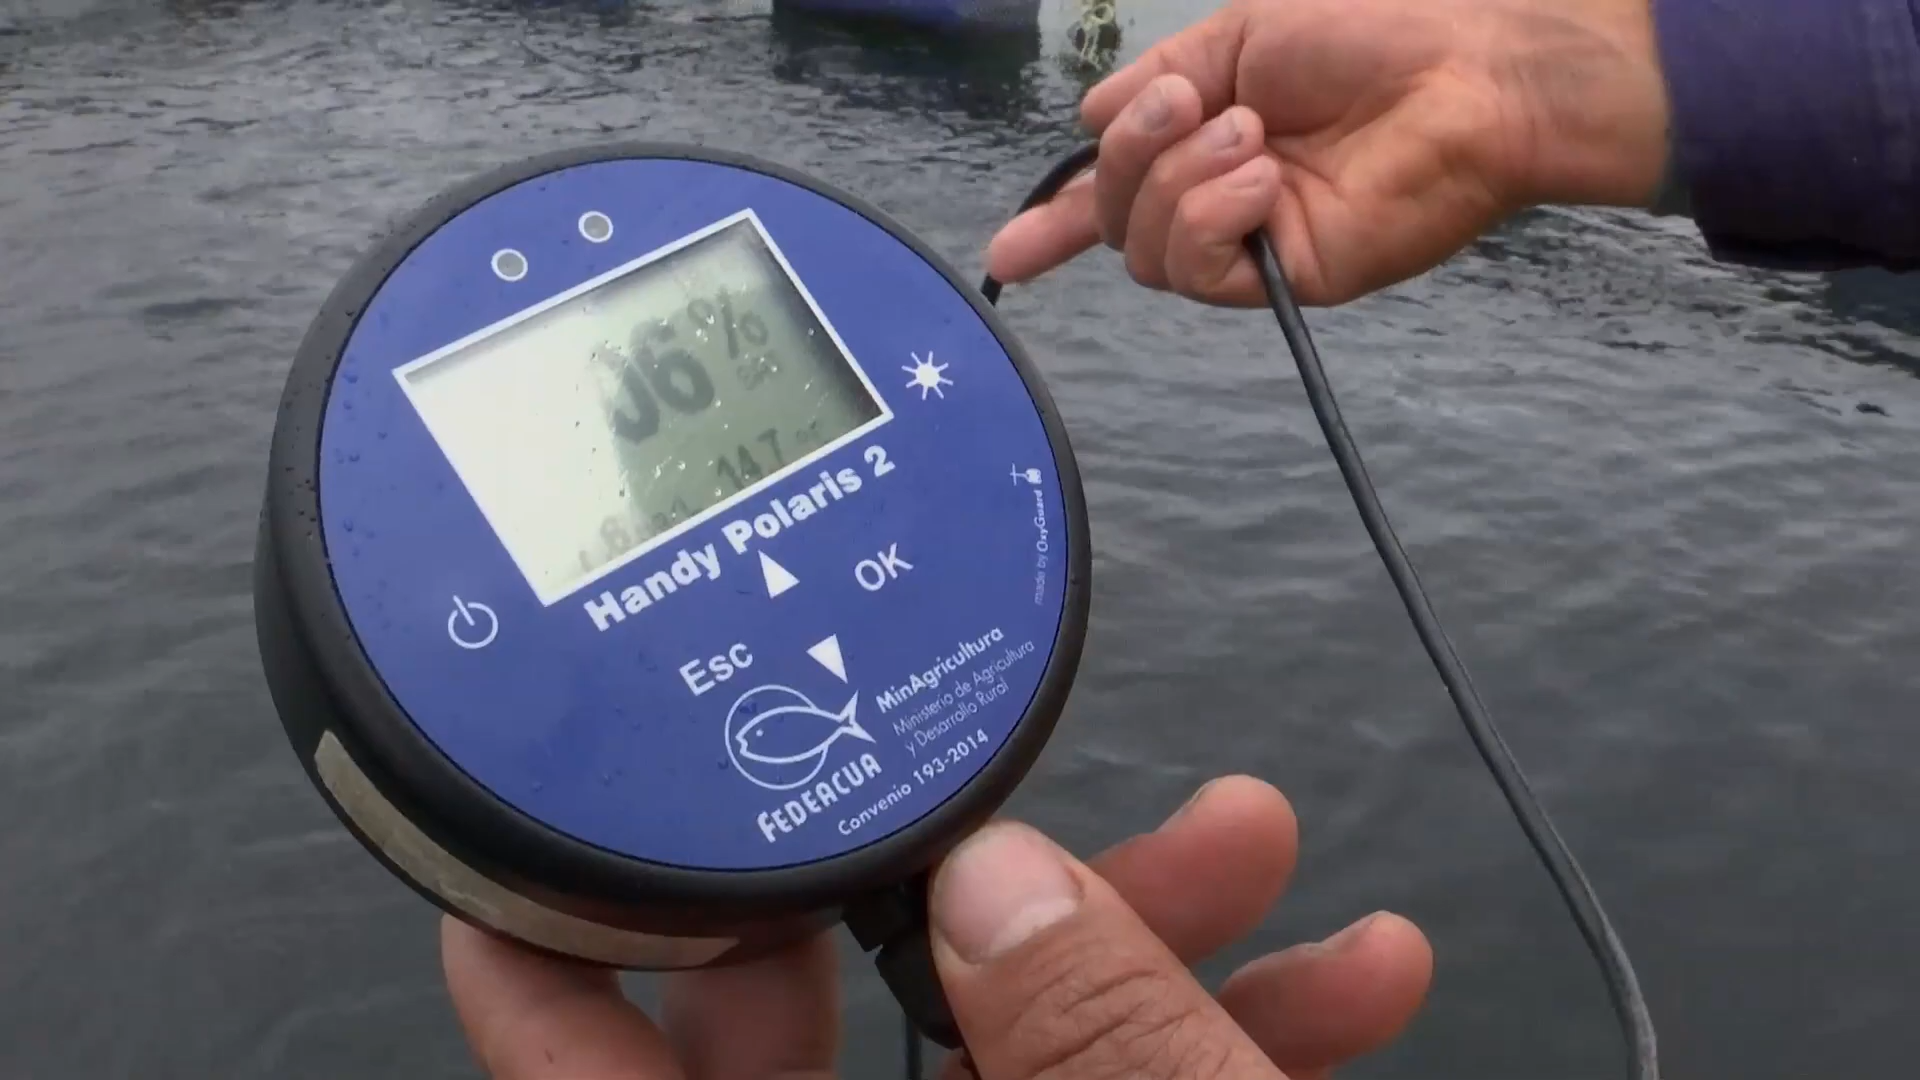 %
SAT
14.7 °C
Handy Polaris 2
OK
Esc
made by OxyGuard
MinAgricultura
Ministerio de Agricultura
y Desarrollo Rural
FEDEACUA
Convenio 193-2014